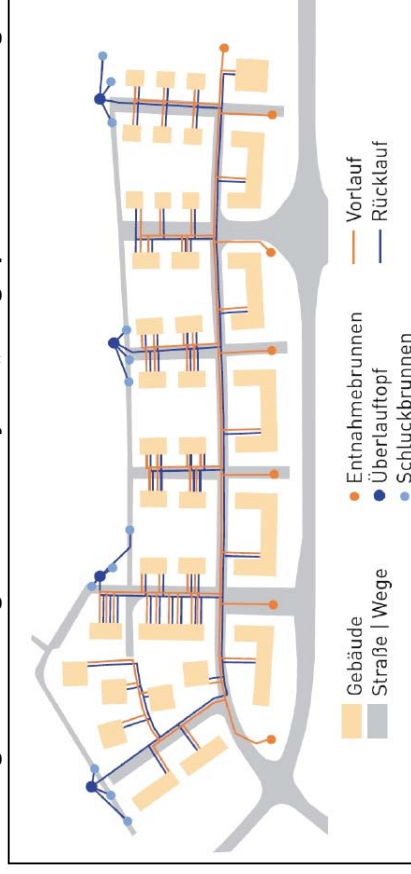 Gebäude
Straße | Wege
Entnahmebrunnen
Überlauftopf
Schluckbrunnen
Vorlauf
Rücklauf